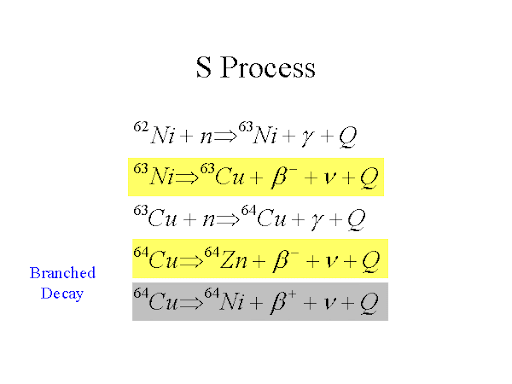 S Process
⁶²Ni + n ⇒ ⁶³Ni + γ + Q
⁶³Ni ⇒ ⁶³Cu + β⁻ + ν + Q
⁶³Cu + n ⇒ ⁶⁴Cu + γ + Q
⁶⁴Cu ⇒ ⁶⁴Zn + β⁻ + ν + Q
Branched
Decay
⁶⁴Cu ⇒ ⁶⁴Ni + β⁺ + ν + Q